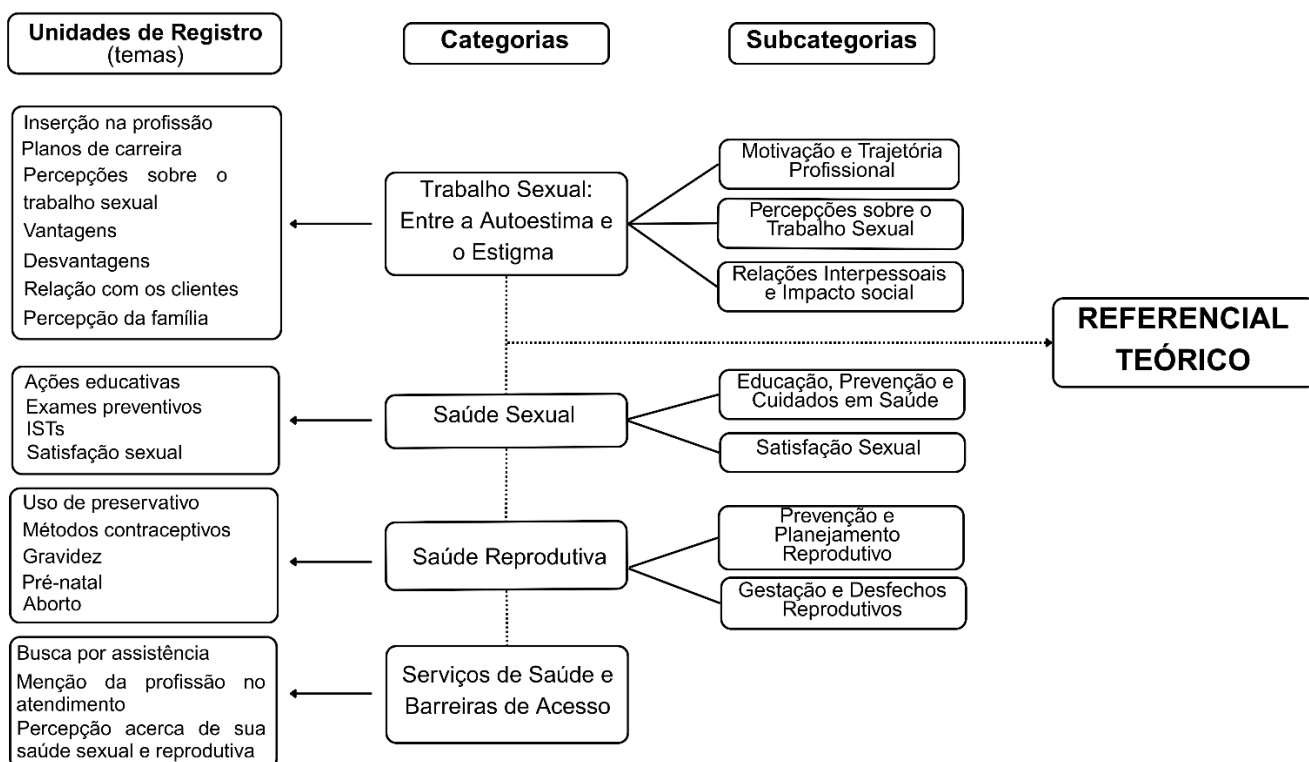 Unidades de Registro
(temas)
Categorias
Subcategorias
Inserção na profissão
Planos de carreira
Percepções sobre o
trabalho sexual
Vantagens
Desvantagens
Relação com os clientes
Percepção da família
Trabalho Sexual:
Entre a Autoestima e
o Estigma
Motivação e Trajetória
Profissional
Percepções sobre o
Trabalho Sexual
Relações Interpessoais
e Impacto social
REFERENCIAL
TEÓRICO
Ações educativas
Exames preventivos
ISTs
Satisfação sexual
Saúde Sexual
Educação, Prevenção e
Cuidados em Saúde
Satisfação Sexual
Uso de preservativo
Métodos contraceptivos
Gravidez
Pré-natal
Aborto
Saúde Reprodutiva
Prevenção e
Planejamento
Reprodutivo
Gestação e Desfechos
Reprodutivos
Busca por assistência
Menção da profissão no
atendimento
Percepção acerca de sua
saúde sexual e reprodutiva
Serviços de Saúde e
Barreiras de Acesso